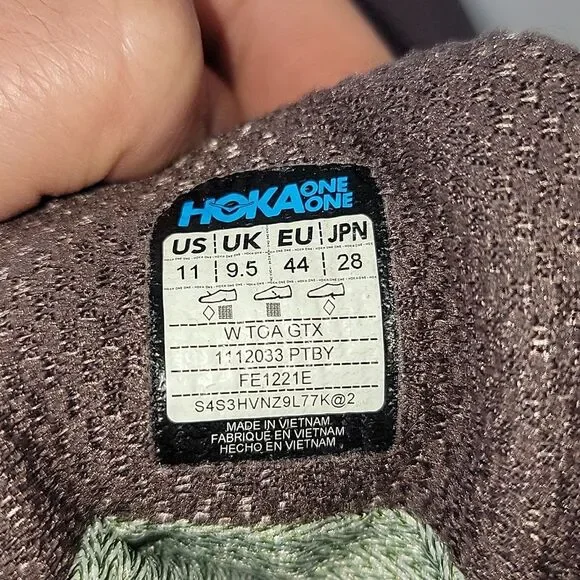 HOKA ONE ONE
US UK EU JPN
11 9.5 44 28
W TOA GTX
1112033 PTBY
FE1221E
S4S3HVNZ9L77K@2
MADE IN VIETNAM
FABRIQUE EN VIETNAM
HECHO EN VIETNAM